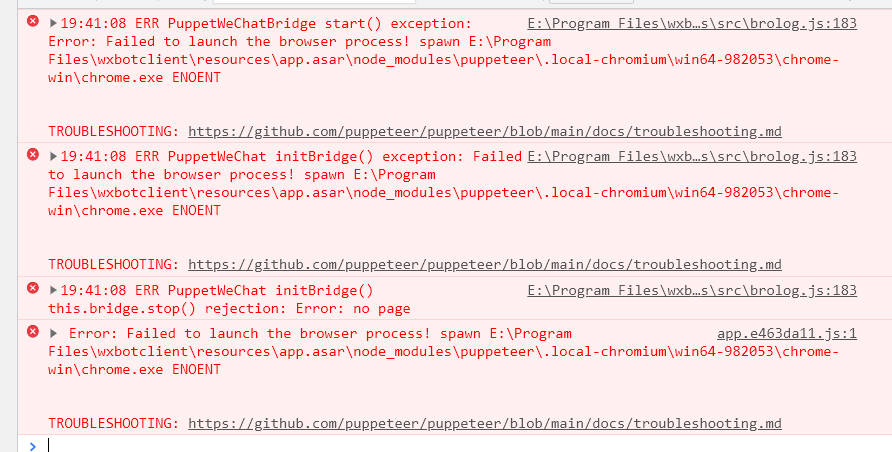 19:41:08 ERR PuppetWeChatBridge start() exception: E:\Program Files\wxb…s\src\brolog.js:183
Error: Failed to launch the browser process! spawn E:\Program
Files\wxbotclient\resources\app.asar\node_modules\puppeteer\.local-chromium\win64-982053\chrome-
win\chrome.exe ENOENT
TROUBLESHOOTING: https://github.com/puppeteer/puppeteer/blob/main/docs/troubleshooting.md
19:41:08 ERR PuppetWeChat initBridge() exception: Failed E:\Program Files\wxb…s\src\brolog.js:183
to launch the browser process! spawn E:\Program
Files\wxbotclient\resources\app.asar\node_modules\puppeteer\.local-chromium\win64-982053\chrome-
win\chrome.exe ENOENT
TROUBLESHOOTING: https://github.com/puppeteer/puppeteer/blob/main/docs/troubleshooting.md
19:41:08 ERR PuppetWeChat initBridge() E:\Program Files\wxb…s\src\brolog.js:183
this.bridge.stop() rejection: Error: no page
Error: Failed to launch the browser process! spawn E:\Program app.e463da11.js:1
Files\wxbotclient\resources\app.asar\node_modules\puppeteer\.local-chromium\win64-982053\chrome-
win\chrome.exe ENOENT
TROUBLESHOOTING: https://github.com/puppeteer/puppeteer/blob/main/docs/troubleshooting.md